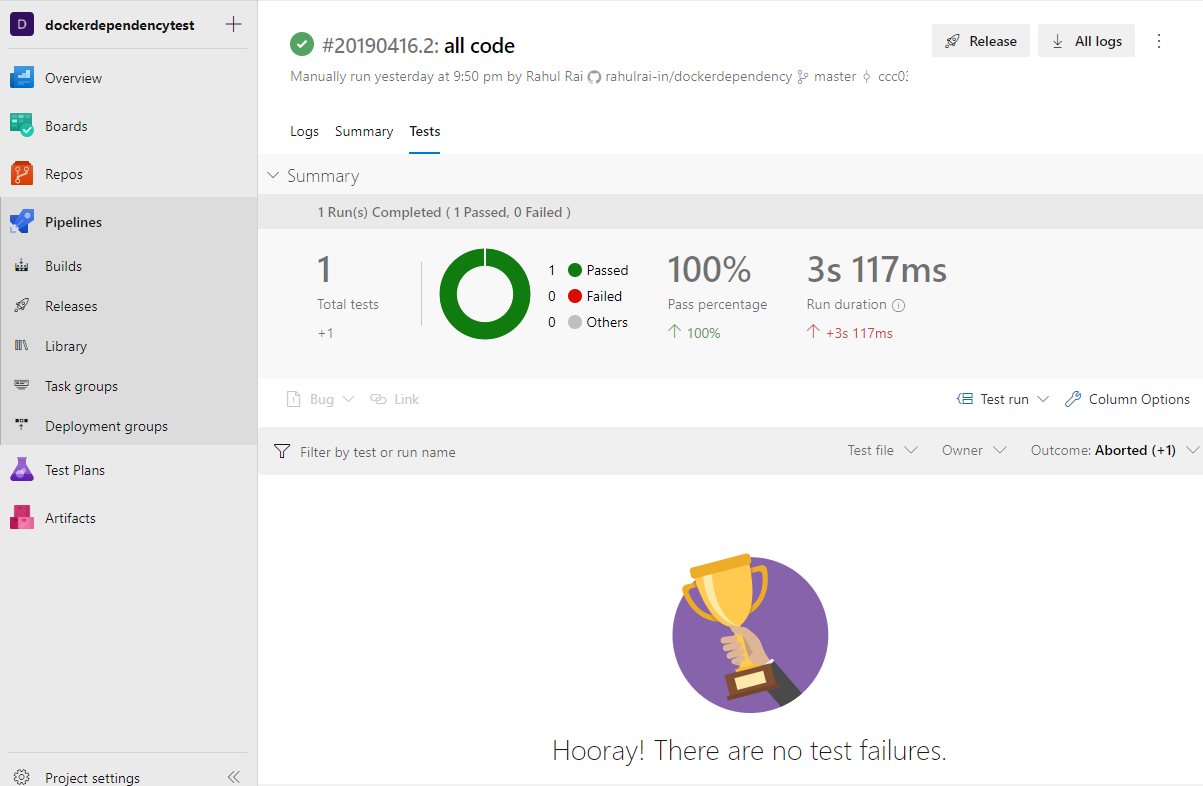 D dockerdependencytest
Overview
Boards
Repos
Pipelines
Builds
Releases
Library
Task groups
Deployment groups
Test Plans
Artifacts
Project settings
#20190416.2: all code
Release
All logs
Manually run yesterday at 9:50 pm by Rahul Rai rahulrai-in/dockerdependency master ccc03
Logs Summary Tests
Summary
1 Run(s) Completed ( 1 Passed, 0 Failed )
1
Total tests
+1
1 Passed
0 Failed
0 Others
100%
Pass percentage
100%
3s 117ms
Run duration
+3s 117ms
Bug Link Test run Column Options
Filter by test or run name Test file Owner Outcome: Aborted (+1)
Hooray! There are no test failures.